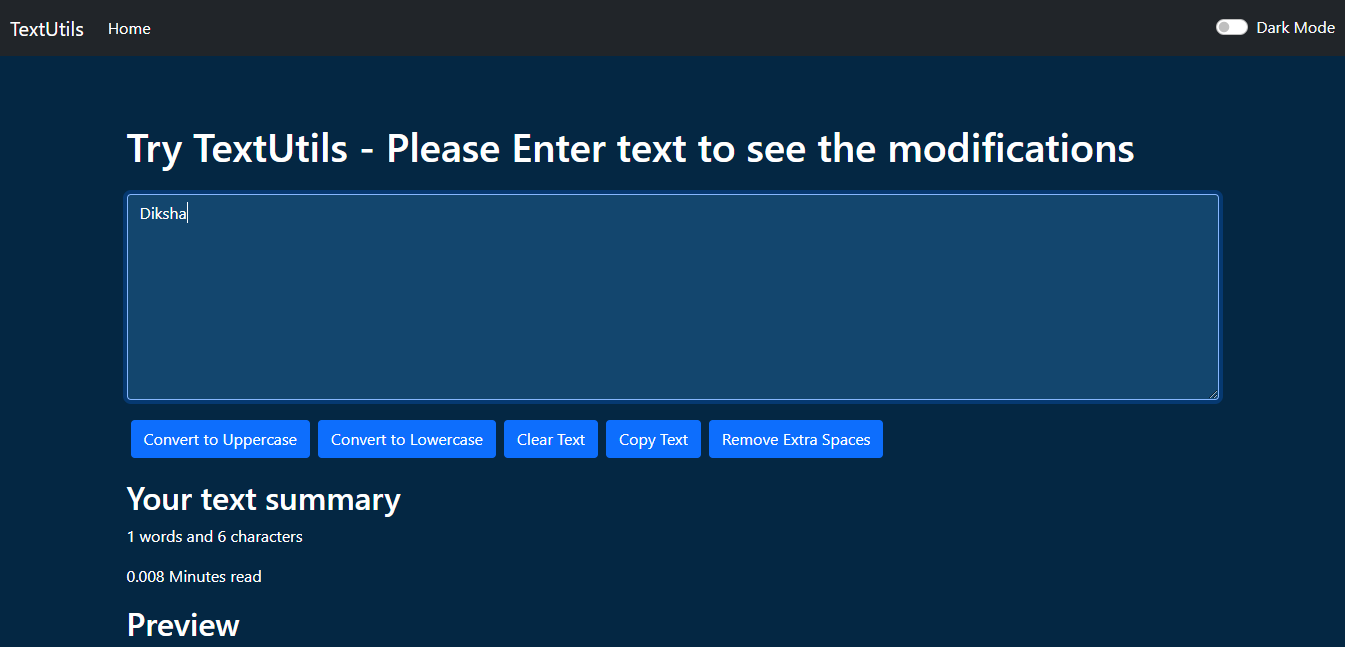 TextUtils Home Dark Mode
Try TextUtils - Please Enter text to see the modifications
Diksha
Convert to Uppercase Convert to Lowercase Clear Text Copy Text Remove Extra Spaces
Your text summary
1 words and 6 characters
0.008 Minutes read
Preview